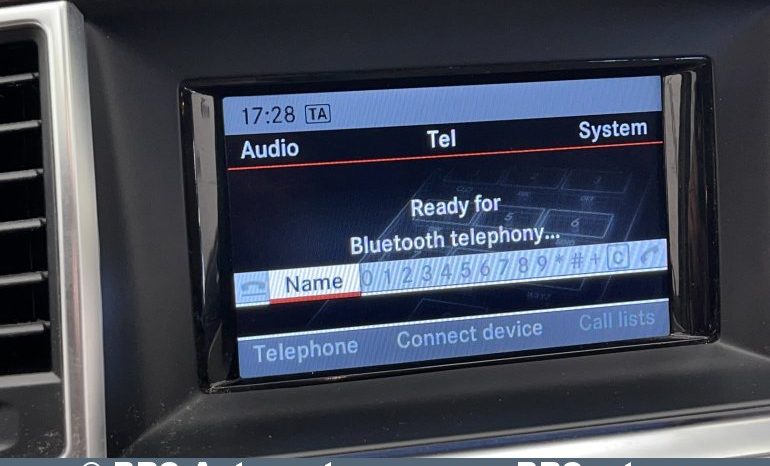 17:28 TA
Audio Tel System
Ready for
Bluetooth telephony...
Name 0 1 2 3 4 5 6 7 8 9 * # + C
Telephone Connect device Call lists